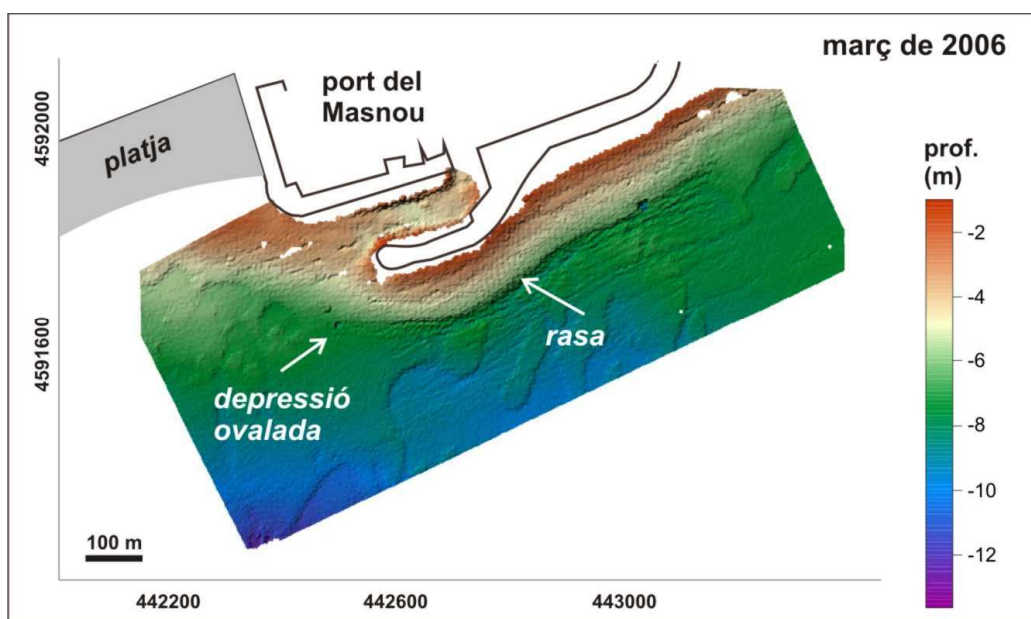 març de 2006
port del
Masnou
platja
4592000
4591600
prof.
(m)
-2
-4
-6
-8
-10
-12
rasa
depressió
ovalada
100 m
442200
442600
443000